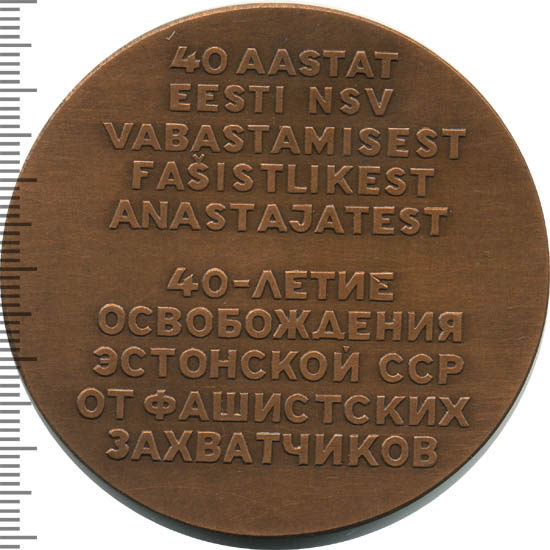 40 AASTAT
EESTI NSV
VABASTAMISEST
FAŠISTLIKEST
ANASTAJATEST
40-ЛЕТИЕ
ОСВОБОЖДЕНИЯ
ЭСТОНСКОЙ ССР
ОТ ФАШИСТСКИХ
ЗАХВАТЧИКОВ